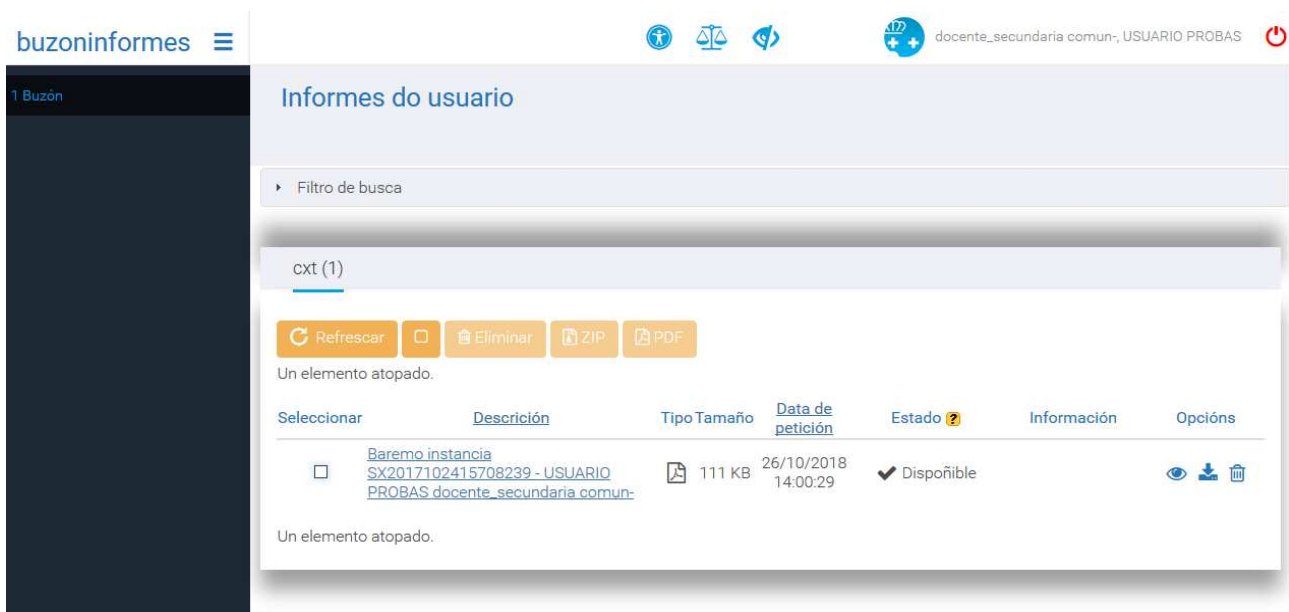 buzoninformes
docente_secundaria comun-, USUARIO PROBAS
1 Buzón
Informes do usuario
Filtro de busca
cxt (1)
Refrescar Eliminar ZIP PDF
Un elemento atopado.
Seleccionar Descrición Tipo Tamaño Data de petición Estado ? Información Opcións
Baremo instancia
SX2017102415708239 - USUARIO
PROBAS docente_secundaria comun-
111 KB
26/10/2018
14:00:29
Dispoñible
Un elemento atopado.